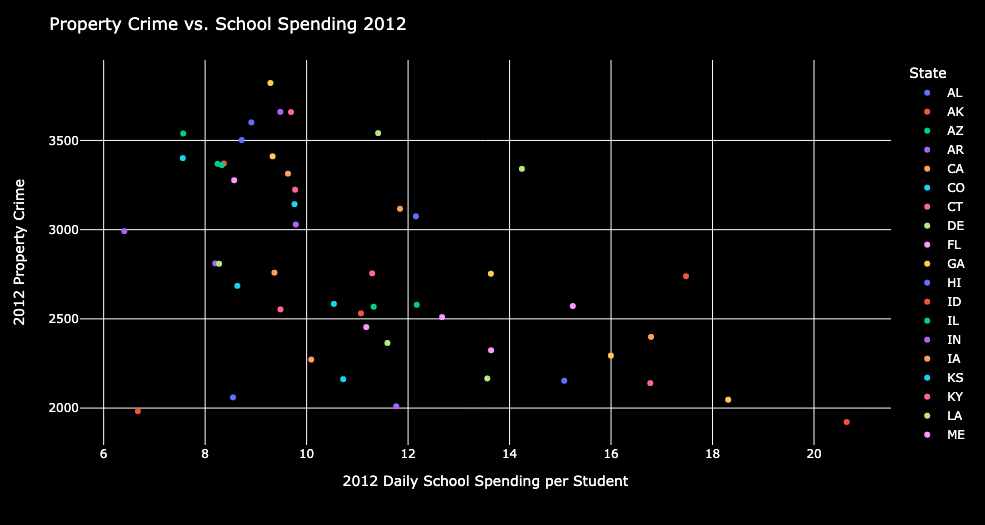 Property Crime vs. School Spending 2012
State
AL
AK
AZ
AR
CA
CO
CT
DE
FL
GA
HI
ID
IL
IN
IA
KS
KY
LA
ME
2012 Property Crime
3500
3000
2500
2000
6 8 10 12 14 16 18 20
2012 Daily School Spending per Student